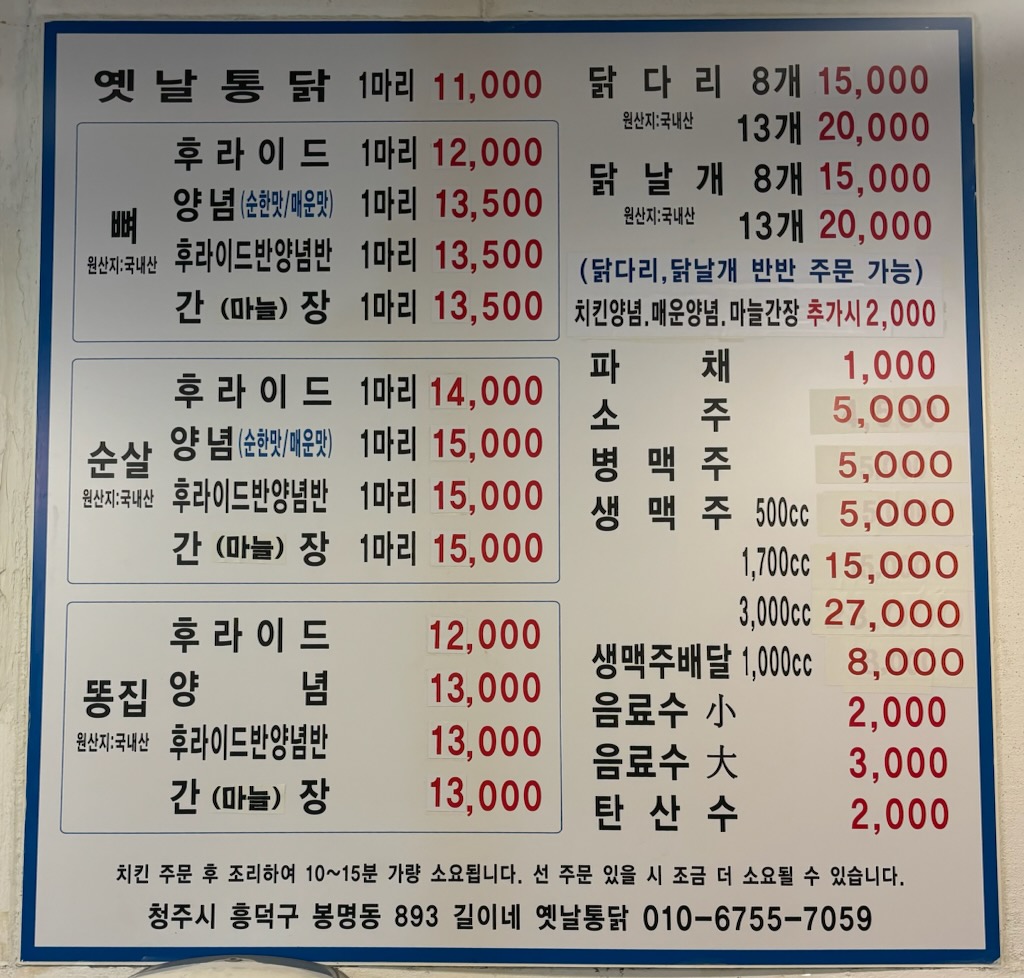 옛날통닭 1마리 11,000
뼈
원산지:국내산
후라이드 1마리 12,000
양념(순한맛/매운맛) 1마리 13,500
후라이드반양념반 1마리 13,500
간(마늘)장 1마리 13,500
순살
원산지:국내산
후라이드 1마리 14,000
양념(순한맛/매운맛) 1마리 15,000
후라이드반양념반 1마리 15,000
간(마늘)장 1마리 15,000
똥집
원산지:국내산
후라이드 12,000
양념 13,000
후라이드반양념반 13,000
간(마늘)장 13,000
닭다리 8개 15,000
원산지:국내산 13개 20,000
닭날개 8개 15,000
원산지:국내산 13개 20,000
(닭다리,닭날개 반반 주문 가능)
치킨양념.매운양념.마늘간장 추가시 2,000
파채 1,000
소주 5,000
병맥주 5,000
생맥주 500cc 5,000
1,700cc 15,000
3,000cc 27,000
생맥주배달 1,000cc 8,000
음료수 小 2,000
음료수 大 3,000
탄산수 2,000
치킨 주문 후 조리하여 10~15분 가량 소요됩니다. 선 주문 있을 시 조금 더 소요될 수 있습니다.
청주시 흥덕구 봉명동 893 길이네 옛날통닭 010-6755-7059